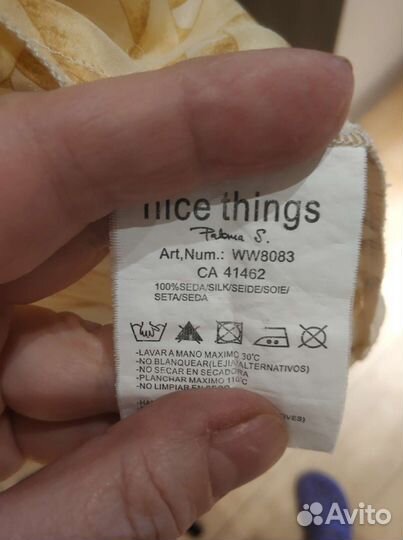 nice things
Paloma S.
Art,Num.: WW8083
CA 41462
100%SEDA/SILK/SEIDE/SOIE/
SETA/SEDA
-LAVAR A MANO MAXIMO 30°C
-NO BLANQUEAR(LEJIA/ALTERNATIVOS)
-NO SECAR EN SECADORA
-PLANCHAR MAXIMO 110°C
-NO LIMPIAR EN SECO
Avito